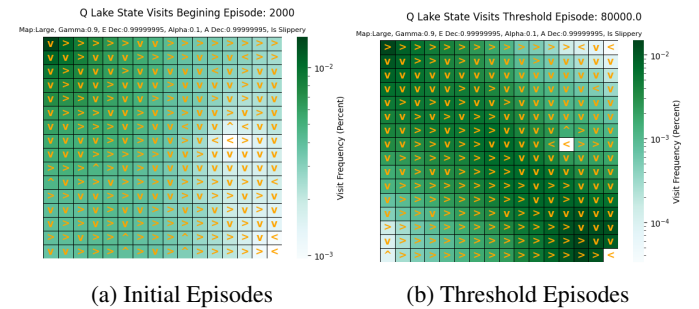 Q Lake State Visits Begining Episode: 2000
Map:Large, Gamma:0.9, E Dec:0.99999995, Alpha:0.1, A Dec:0.99999995, Is Slippery
10⁻²
10⁻³
Visit Frequency (Percent)
(a) Initial Episodes
Q Lake State Visits Threshold Episode: 80000.0
Map:Large, Gamma:0.9, E Dec:0.99999995, Alpha:0.1, A Dec:0.99999995, Is Slippery
10⁻²
10⁻³
10⁻⁴
Visit Frequency (Percent)
(b) Threshold Episodes